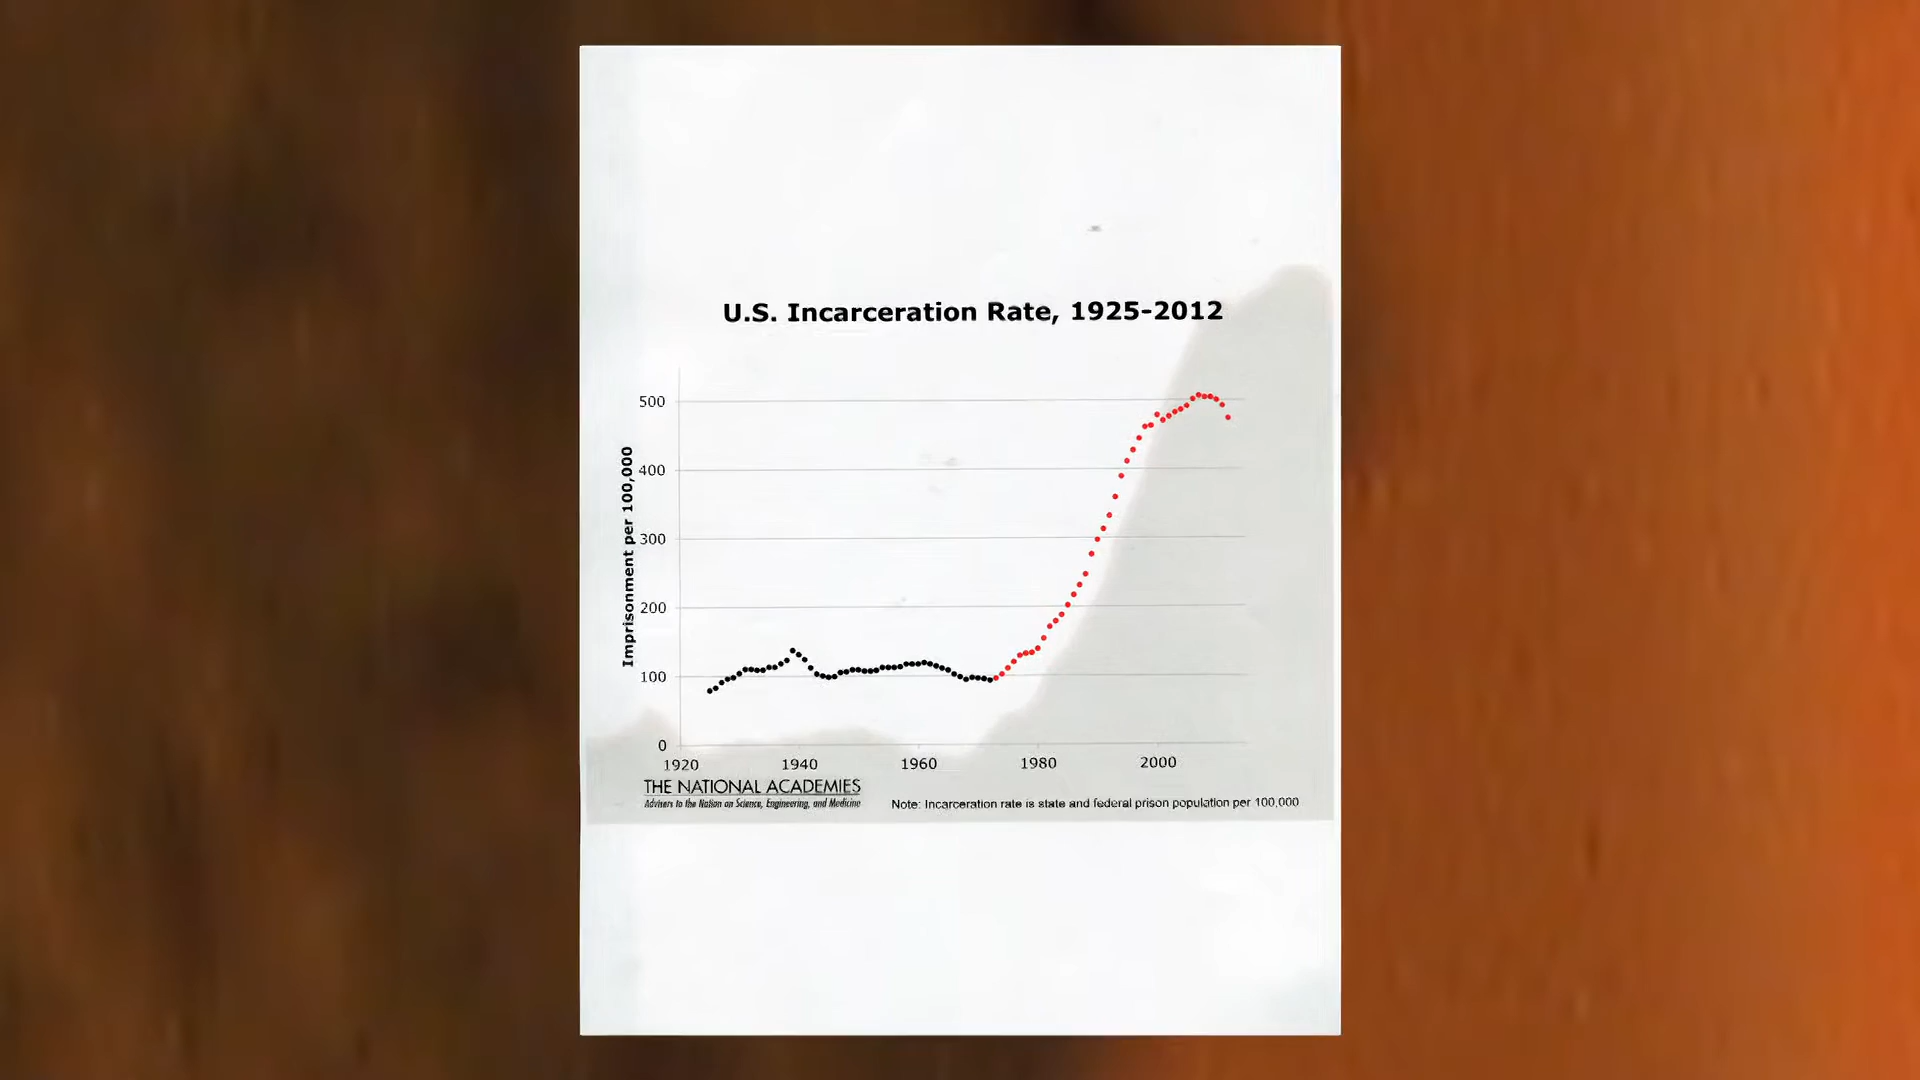 U.S. Incarceration Rate, 1925-2012
Imprisonment per 100,000
500
400
300
200
100
0
1920 1940 1960 1980 2000
THE NATIONAL ACADEMIES
Advisers to the Nation on Science, Engineering, and Medicine
Note: Incarceration rate is state and federal prison population per 100,000